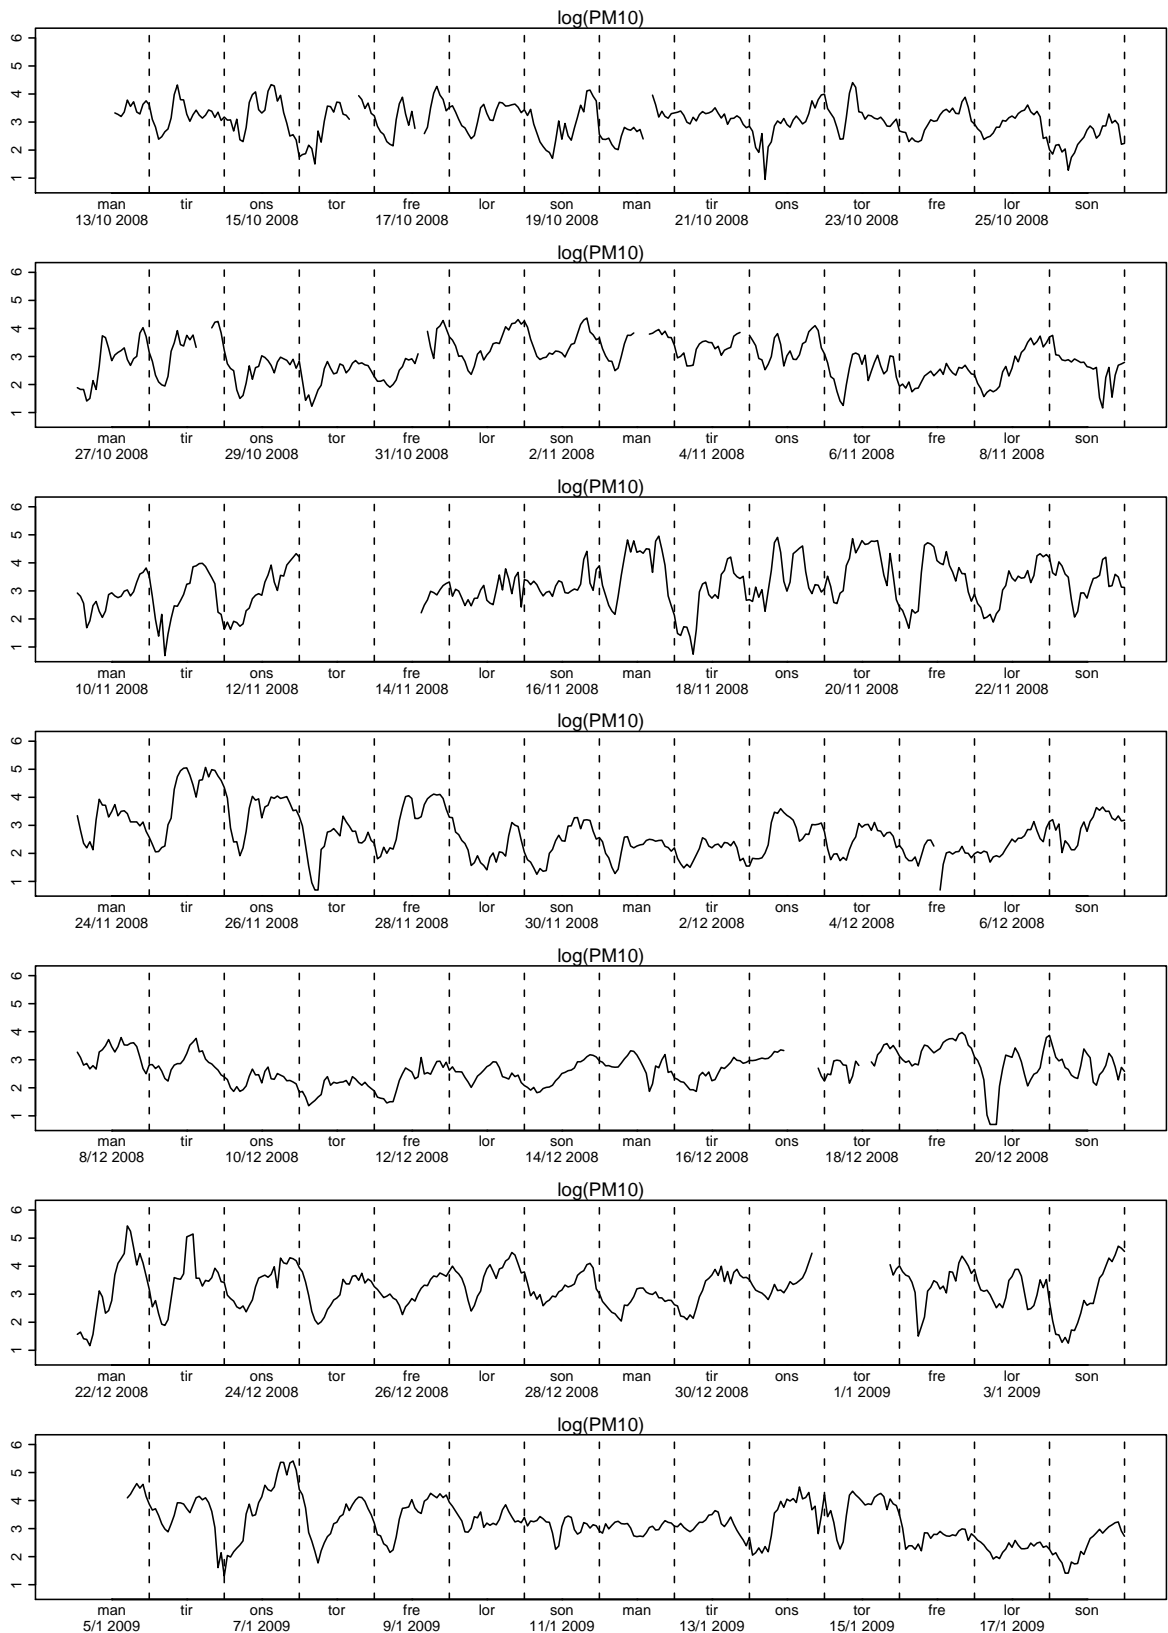 log(PM10)
6
5
4
3
2
1
man tir ons tor fre lor son man tir ons tor fre lor son
13/10 2008 15/10 2008 17/10 2008 19/10 2008 21/10 2008 23/10 2008 25/10 2008
log(PM10)
6
5
4
3
2
1
man tir ons tor fre lor son man tir ons tor fre lor son
27/10 2008 29/10 2008 31/10 2008 2/11 2008 4/11 2008 6/11 2008 8/11 2008
log(PM10)
6
5
4
3
2
1
man tir ons tor fre lor son man tir ons tor fre lor son
10/11 2008 12/11 2008 14/11 2008 16/11 2008 18/11 2008 20/11 2008 22/11 2008
log(PM10)
6
5
4
3
2
1
man tir ons tor fre lor son man tir ons tor fre lor son
24/11 2008 26/11 2008 28/11 2008 30/11 2008 2/12 2008 4/12 2008 6/12 2008
log(PM10)
6
5
4
3
2
1
man tir ons tor fre lor son man tir ons tor fre lor son
8/12 2008 10/12 2008 12/12 2008 14/12 2008 16/12 2008 18/12 2008 20/12 2008
log(PM10)
6
5
4
3
2
1
man tir ons tor fre lor son man tir ons tor fre lor son
22/12 2008 24/12 2008 26/12 2008 28/12 2008 30/12 2008 1/1 2009 3/1 2009
log(PM10)
6
5
4
3
2
1
man tir ons tor fre lor son man tir ons tor fre lor son
5/1 2009 7/1 2009 9/1 2009 11/1 2009 13/1 2009 15/1 2009 17/1 2009